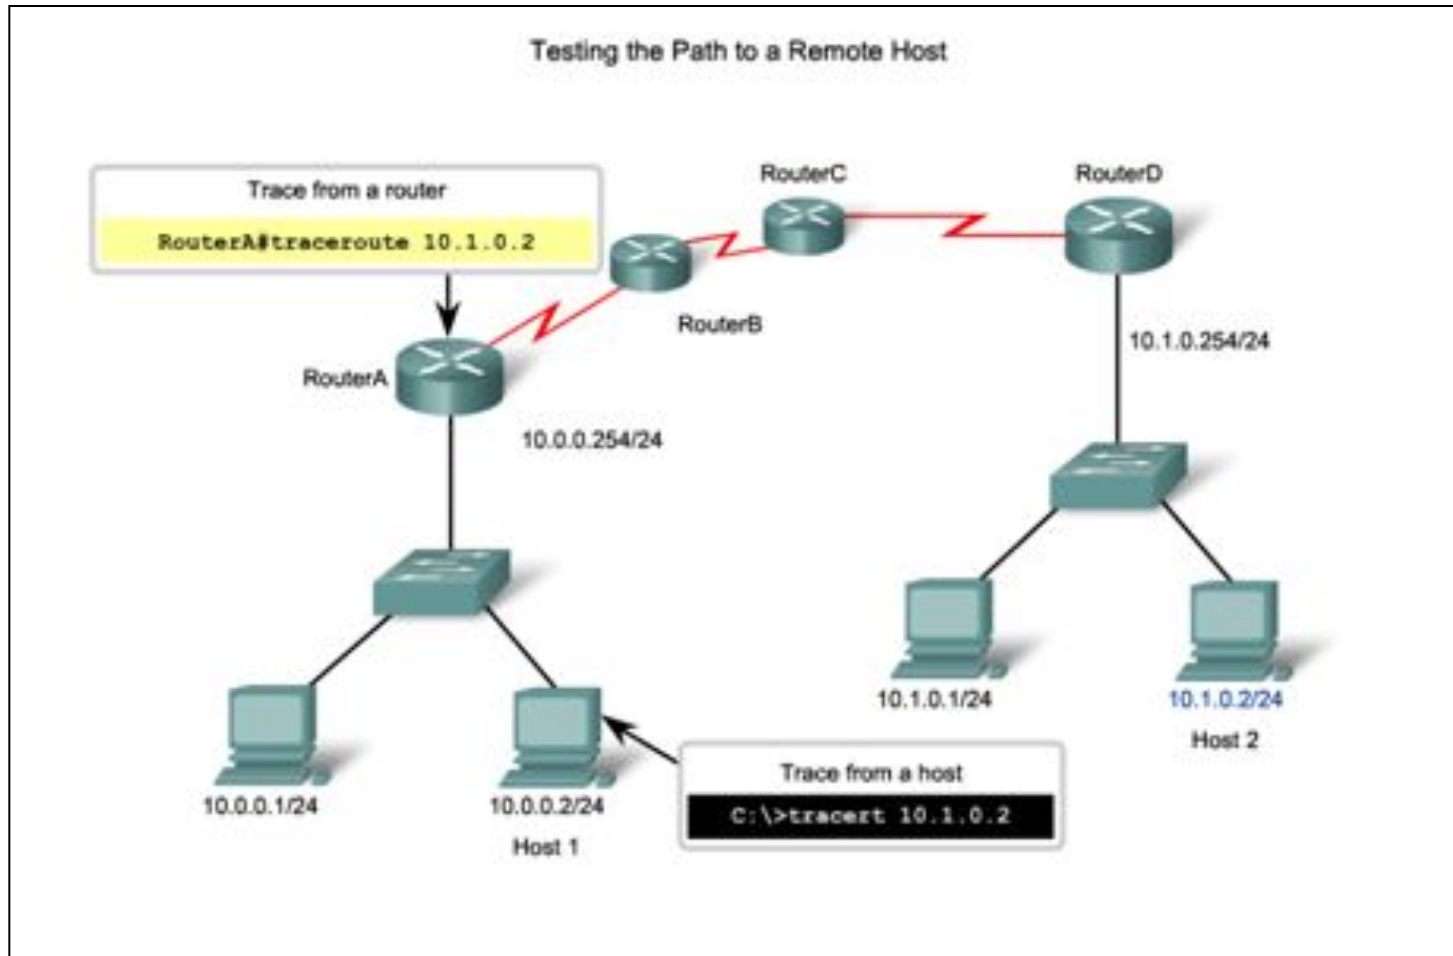 Testing the Path to a Remote Host
Trace from a router
RouterA#traceroute 10.1.0.2
RouterC
RouterD
RouterB
RouterA
10.0.0.254/24
10.1.0.254/24
10.0.0.1/24
10.0.0.2/24
Host 1
10.1.0.1/24
10.1.0.2/24
Host 2
Trace from a host
C:\>tracert 10.1.0.2